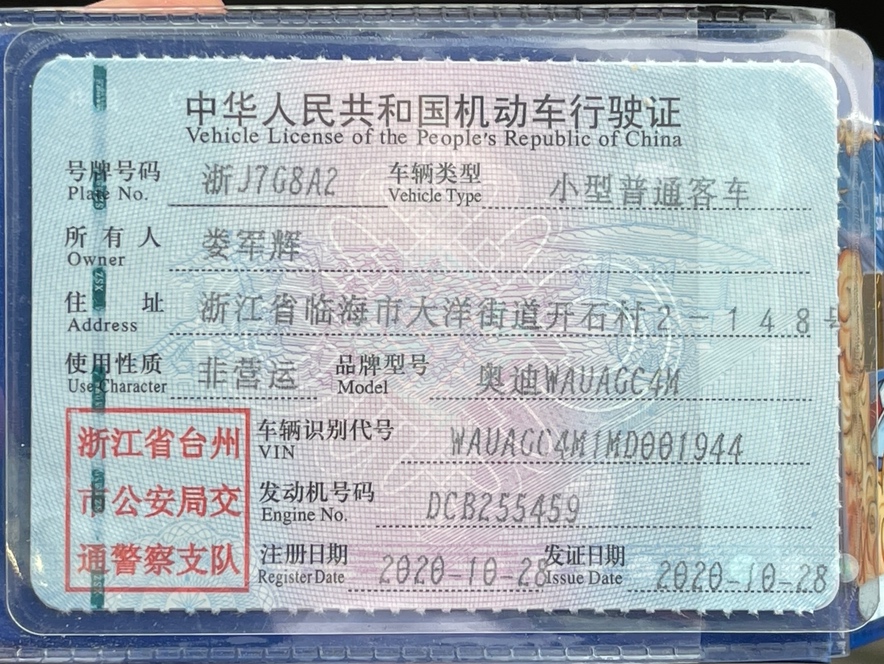 中华人民共和国机动车行驶证
Vehicle License of the People's Republic of China
号牌号码 浙J7G8A2 车辆类型 小型普通客车
Plate No. Vehicle Type
所有人 娄军辉
Owner
住址 浙江省临海市大洋街道开石村2-148号
Address
使用性质 非营运 品牌型号 奥迪WAUAGC4M
Use Character Model
浙江省台州
市公安局交
通警察支队
车辆识别代号 WAUAGC4M1MD001944
VIN
发动机号码 DCB255459
Engine No.
注册日期 2020-10-28 发证日期 2020-10-28
Register Date Issue Date